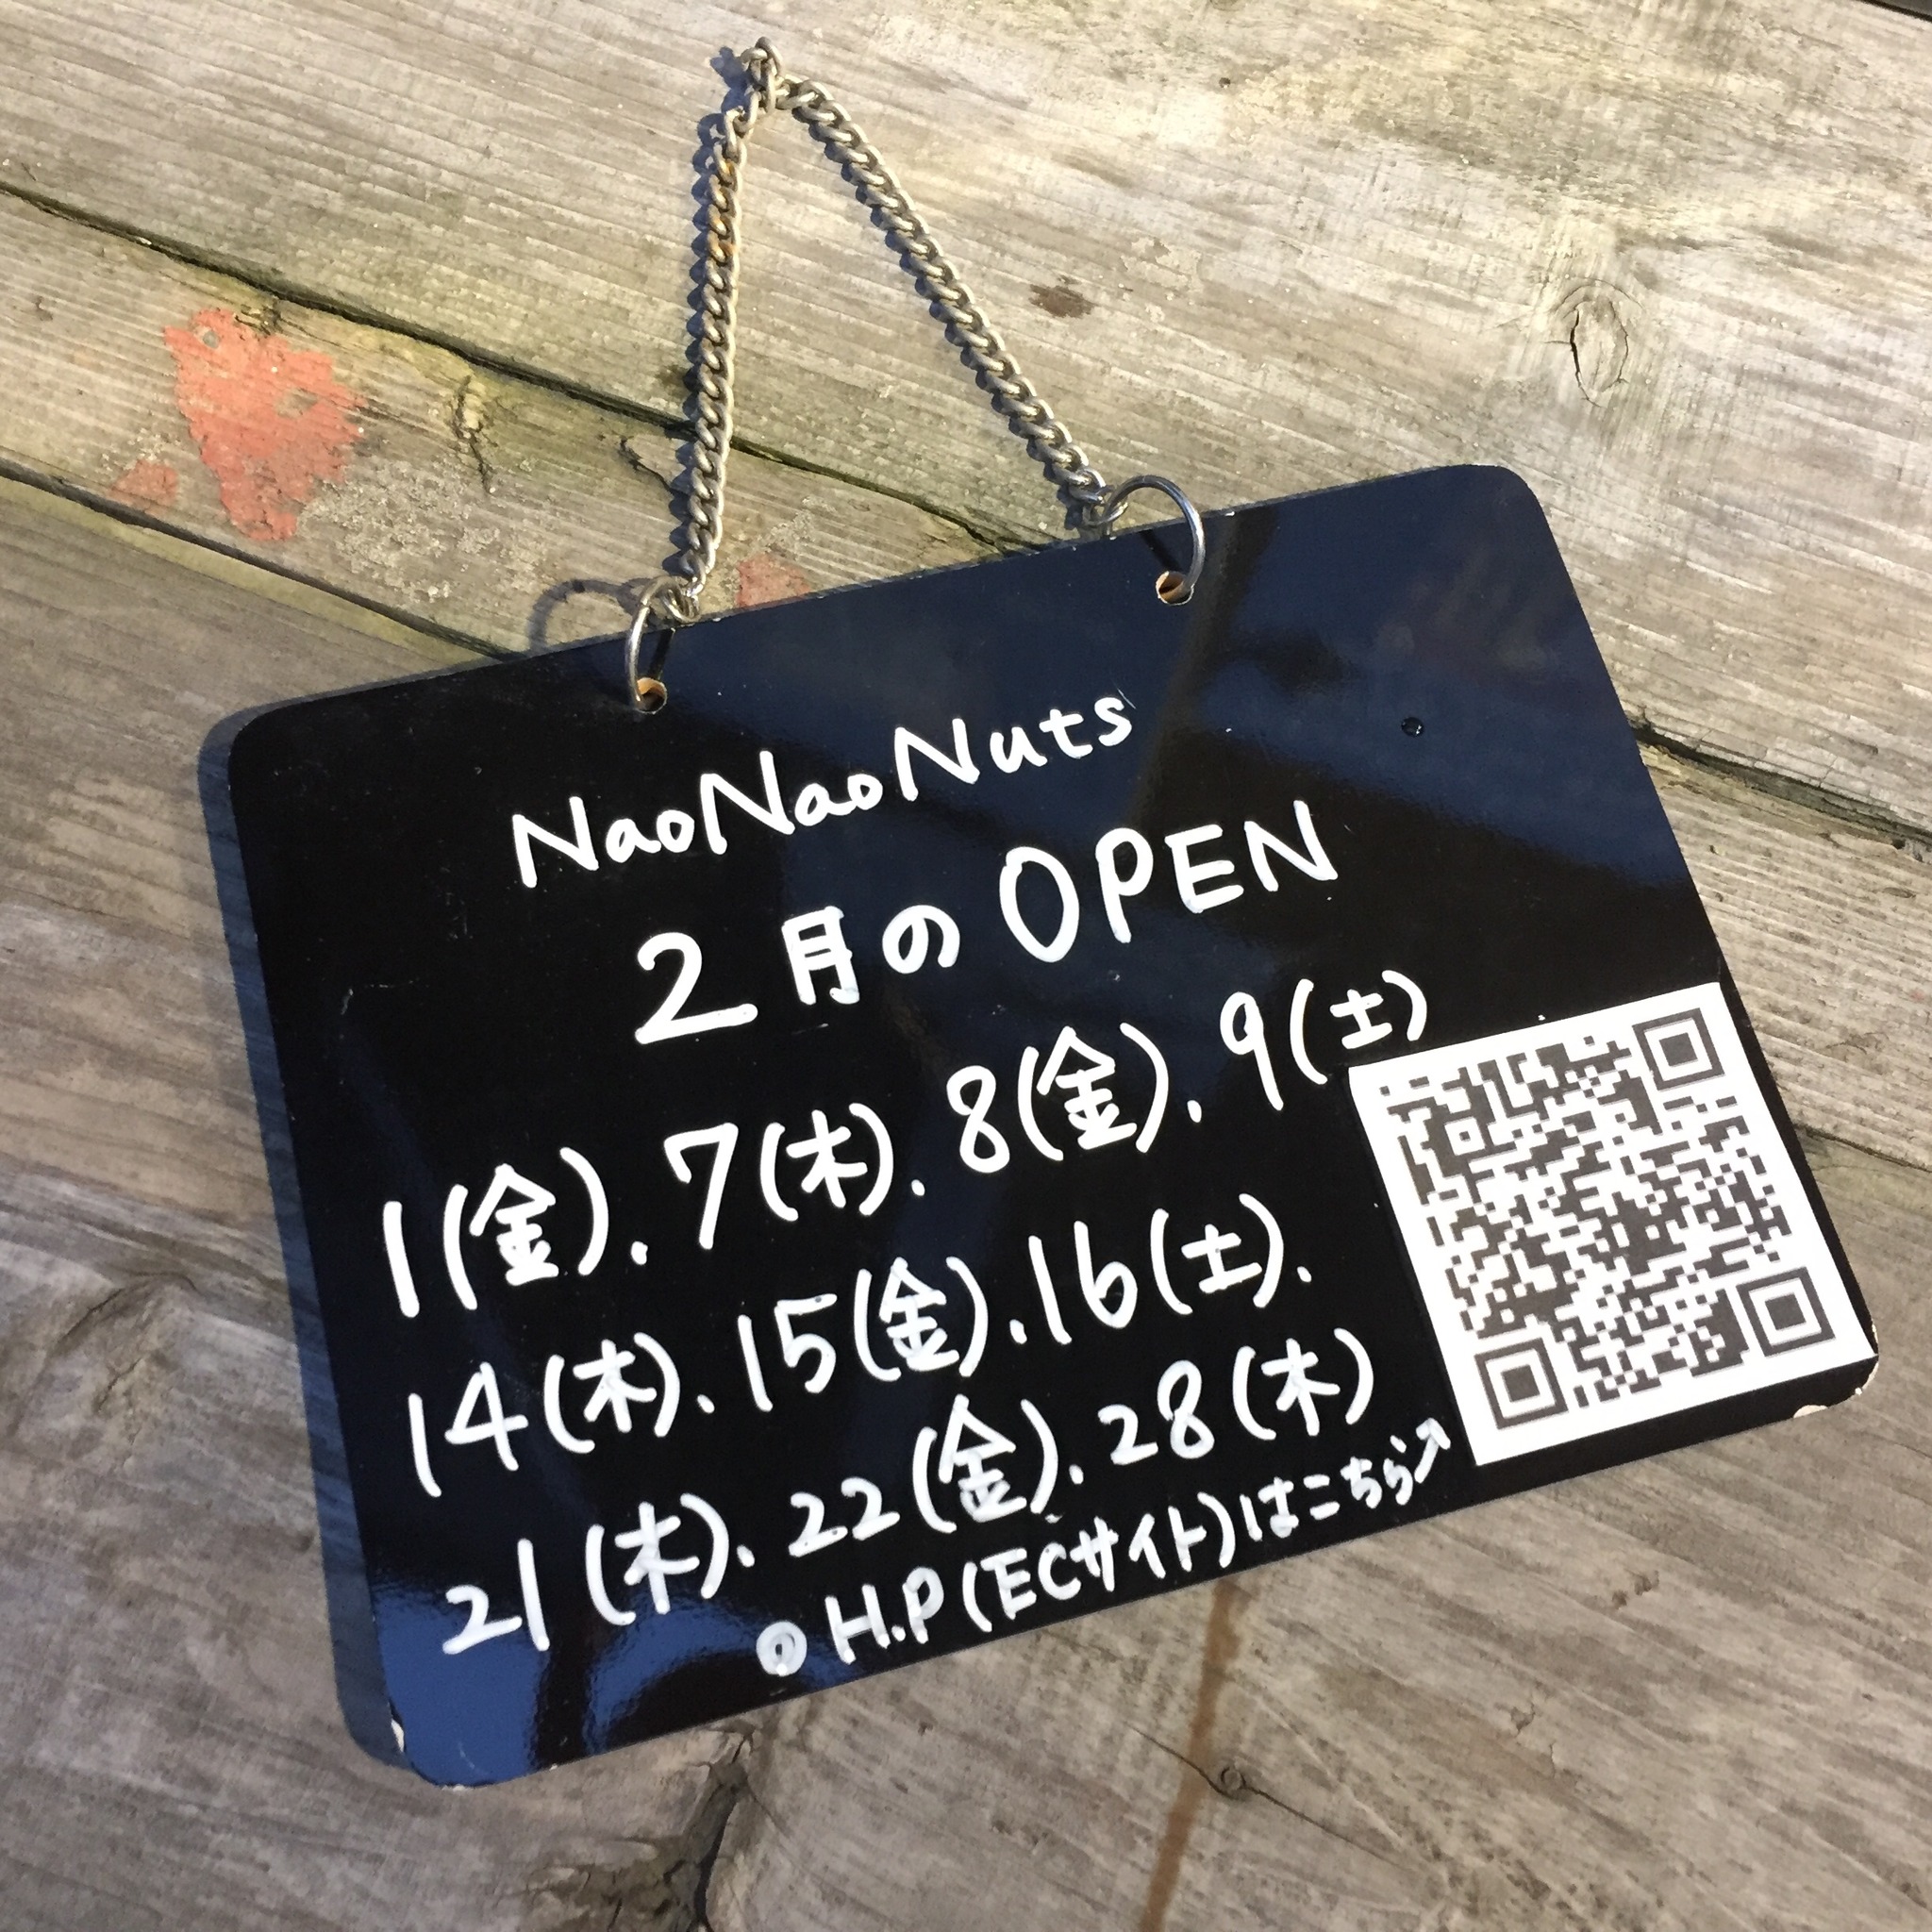 NaoNaoNuts
2月のOPEN
1(金). 7(木). 8(金). 9(土)
14(木). 15(金). 16(土).
21(木). 22(金). 28(木)
◎H.P(ECサイト)はこちら↗